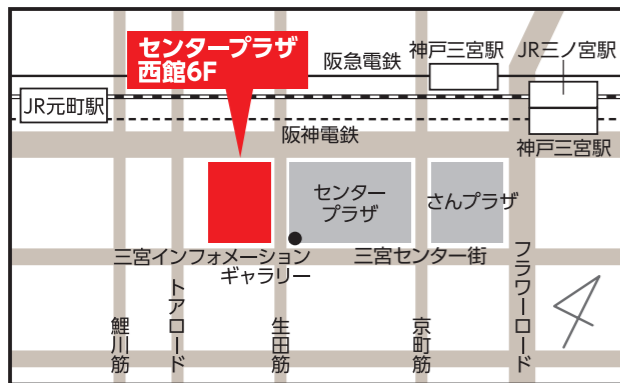 センタープラザ
西館6F
阪急電鉄
神戸三宮駅
JR三ノ宮駅
JR元町駅
阪神電鉄
神戸三宮駅
センター
プラザ
さんプラザ
三宮インフォメーション
ギャラリー
三宮センター街
フラワーロード
鯉川筋
トアロード
生田筋
京町筋